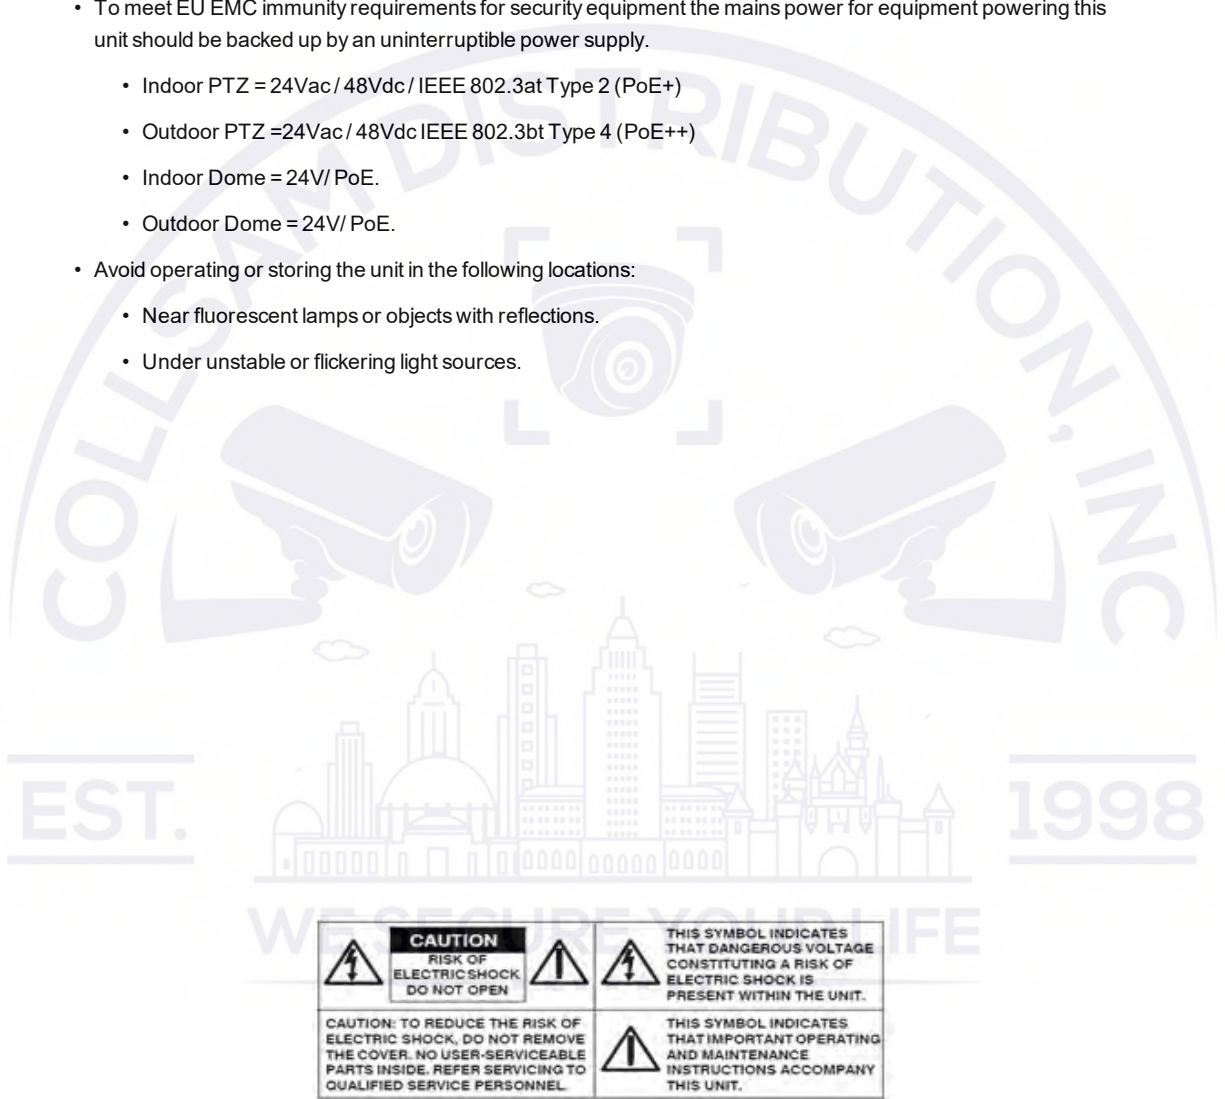 • To meet EU EMC immunity requirements for security equipment the mains power for equipment powering this
unit should be backed up by an uninterruptible power supply.
• Indoor PTZ = 24Vac / 48Vdc / IEEE 802.3at Type 2 (PoE+)
• Outdoor PTZ =24Vac / 48Vdc IEEE 802.3bt Type 4 (PoE++)
• Indoor Dome = 24V/ PoE.
• Outdoor Dome = 24V/ PoE.
• Avoid operating or storing the unit in the following locations:
• Near fluorescent lamps or objects with reflections.
• Under unstable or flickering light sources.
COLLSAM DISTRIBUTION, INC
EST.
1998
WE SECURE YOUR LIFE
CAUTION
RISK OF
ELECTRIC SHOCK
DO NOT OPEN
THIS SYMBOL INDICATES
THAT DANGEROUS VOLTAGE
CONSTITUTING A RISK OF
ELECTRIC SHOCK IS
PRESENT WITHIN THE UNIT.
CAUTION: TO REDUCE THE RISK OF
ELECTRIC SHOCK, DO NOT REMOVE
THE COVER. NO USER-SERVICEABLE
PARTS INSIDE. REFER SERVICING TO
QUALIFIED SERVICE PERSONNEL.
THIS SYMBOL INDICATES
THAT IMPORTANT OPERATING
AND MAINTENANCE
INSTRUCTIONS ACCOMPANY
THIS UNIT.